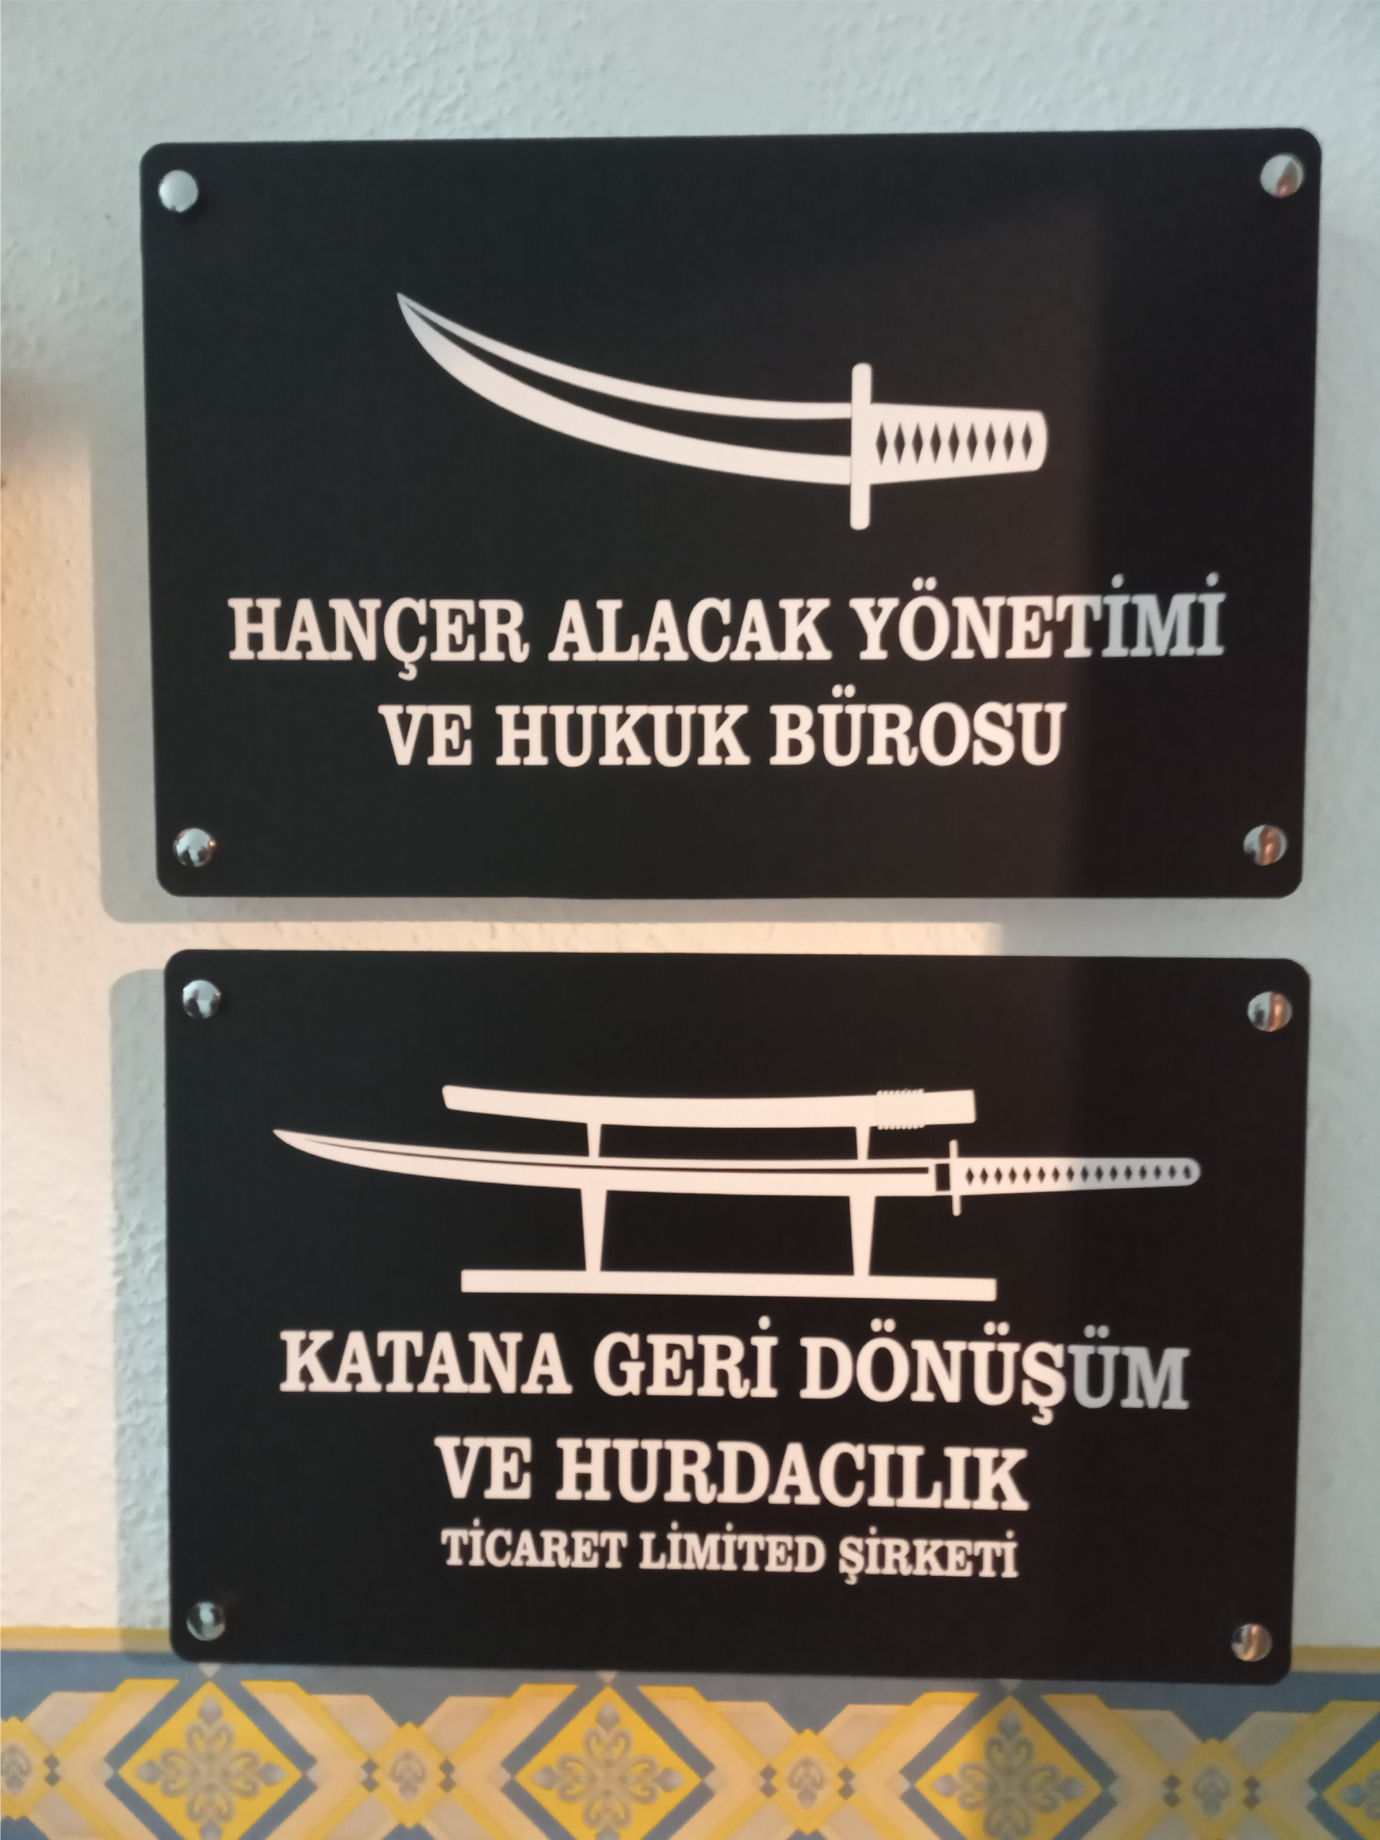 HANÇER ALACAK YÖNETİMİ
VE HUKUK BÜROSU
KATANA GERİ DÖNÜŞÜM
VE HURDACILIK
TİCARET LİMİTED ŞİRKETİ